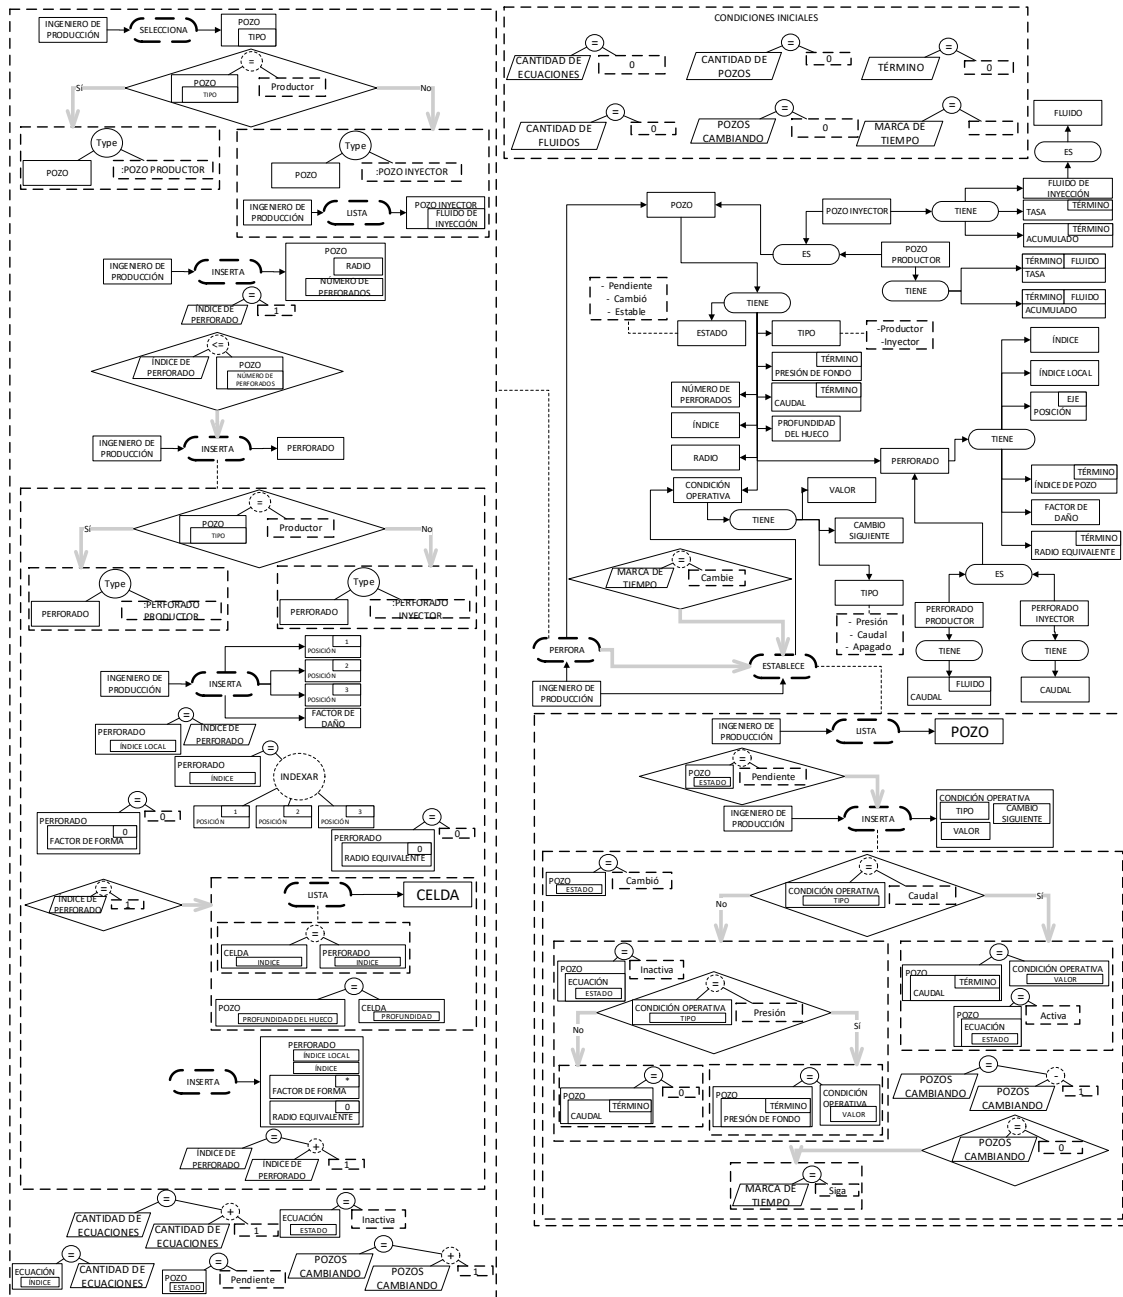 INGENIERO DE
PRODUCCIÓN
SELECCIONA
POZO
TIPO
=
POZO
TIPO
Productor
Sí
No
Type
POZO
:POZO PRODUCTOR
Type
POZO
:POZO INYECTOR
INGENIERO DE
PRODUCCIÓN
LISTA
POZO INYECTOR
FLUIDO DE
INYECCIÓN
INGENIERO DE
PRODUCCIÓN
INSERTA
POZO
RADIO
NÚMERO DE
PERFORADOS
=
ÍNDICE DE
PERFORADO
1
<=
ÍNDICE DE
PERFORADO
POZO
NÚMERO DE
PERFORADOS
INGENIERO DE
PRODUCCIÓN
INSERTA
PERFORADO
=
POZO
TIPO
Productor
Sí
No
Type
PERFORADO
:PERFORADO
PRODUCTOR
Type
PERFORADO
:PERFORADO
INYECTOR
INGENIERO DE
PRODUCCIÓN
INSERTA
1
POSICIÓN
2
POSICIÓN
3
POSICIÓN
FACTOR DE
DAÑO
=
PERFORADO
ÍNDICE LOCAL
ÍNDICE DE
PERFORADO
=
PERFORADO
ÍNDICE
INDEXAR
1
POSICIÓN
2
POSICIÓN
3
POSICIÓN
=
PERFORADO
0
FACTOR DE FORMA
0
=
PERFORADO
0
RADIO EQUIVALENTE
0
=
ÍNDICE DE
PERFORADO
1
LISTA
CELDA
=
CELDA
INDICE
PERFORADO
INDICE
=
POZO
PROFUNDIDAD DEL HUECO
CELDA
PROFUNDIDAD
INSERTA
PERFORADO
ÍNDICE LOCAL
ÍNDICE
*
FACTOR DE FORMA
0
RADIO EQUIVALENTE
=
ÍNDICE DE
PERFORADO
+
ÍNDICE DE
PERFORADO
1
=
CANTIDAD DE
ECUACIONES
+
CANTIDAD DE
ECUACIONES
1
=
ECUACIÓN
ESTADO
Inactiva
=
ECUACIÓN
ÍNDICE
CANTIDAD DE
ECUACIONES
=
POZO
ESTADO
Pendiente
=
POZOS
CAMBIANDO
+
POZOS
CAMBIANDO
1
CONDICIONES INICIALES
=
CANTIDAD DE
ECUACIONES
0
=
CANTIDAD DE
POZOS
0
=
TÉRMINO
0
=
CANTIDAD DE
FLUIDOS
0
=
POZOS
CAMBIANDO
0
=
MARCA DE
TIEMPO
FLUIDO
ES
FLUIDO DE
INYECCIÓN
POZO
POZO INYECTOR
TIENE
TÉRMINO
TASA
TÉRMINO
ACUMULADO
ES
POZO
PRODUCTOR
TIENE
TÉRMINO FLUIDO
TASA
TÉRMINO FLUIDO
ACUMULADO
- Pendiente
- Cambió
- Estable
TIENE
ESTADO
TIPO
-Productor
-Inyector
TÉRMINO
PRESIÓN DE FONDO
NÚMERO DE
PERFORADOS
TÉRMINO
CAUDAL
ÍNDICE
PROFUNDIDAD
DEL HUECO
RADIO
PERFORADO
TIENE
ÍNDICE
ÍNDICE LOCAL
EJE
POSICIÓN
TÉRMINO
ÍNDICE DE POZO
FACTOR DE
DAÑO
TÉRMINO
RADIO EQUIVALENTE
CONDICIÓN
OPERATIVA
VALOR
TIENE
CAMBIO
SIGUIENTE
=
MARCA DE
TIEMPO
Cambie
TIPO
- Presión
- Caudal
- Apagado
ES
PERFORADO
PRODUCTOR
PERFORADO
INYECTOR
TIENE
TIENE
FLUIDO
CAUDAL
CAUDAL
PERFORA
ESTABLECE
INGENIERO DE
PRODUCCIÓN
INGENIERO DE
PRODUCCIÓN
LISTA
POZO
=
POZO
ESTADO
Pendiente
INGENIERO DE
PRODUCCIÓN
INSERTA
CONDICIÓN OPERATIVA
TIPO
CAMBIO
SIGUIENTE
VALOR
=
POZO
ESTADO
Cambió
=
CONDICIÓN OPERATIVA
TIPO
Caudal
No
Sí
=
POZO
ECUACIÓN
ESTADO
Inactiva
=
CONDICIÓN OPERATIVA
TIPO
Presión
No
Sí
=
POZO
TÉRMINO
CAUDAL
0
=
POZO
TÉRMINO
PRESIÓN DE FONDO
CONDICIÓN
OPERATIVA
VALOR
=
POZO
TÉRMINO
CAUDAL
CONDICIÓN OPERATIVA
VALOR
=
POZO
ECUACIÓN
ESTADO
Activa
=
POZOS
CAMBIANDO
-
POZOS
CAMBIANDO
1
=
POZOS
CAMBIANDO
0
=
MARCA DE
TIEMPO
Siga